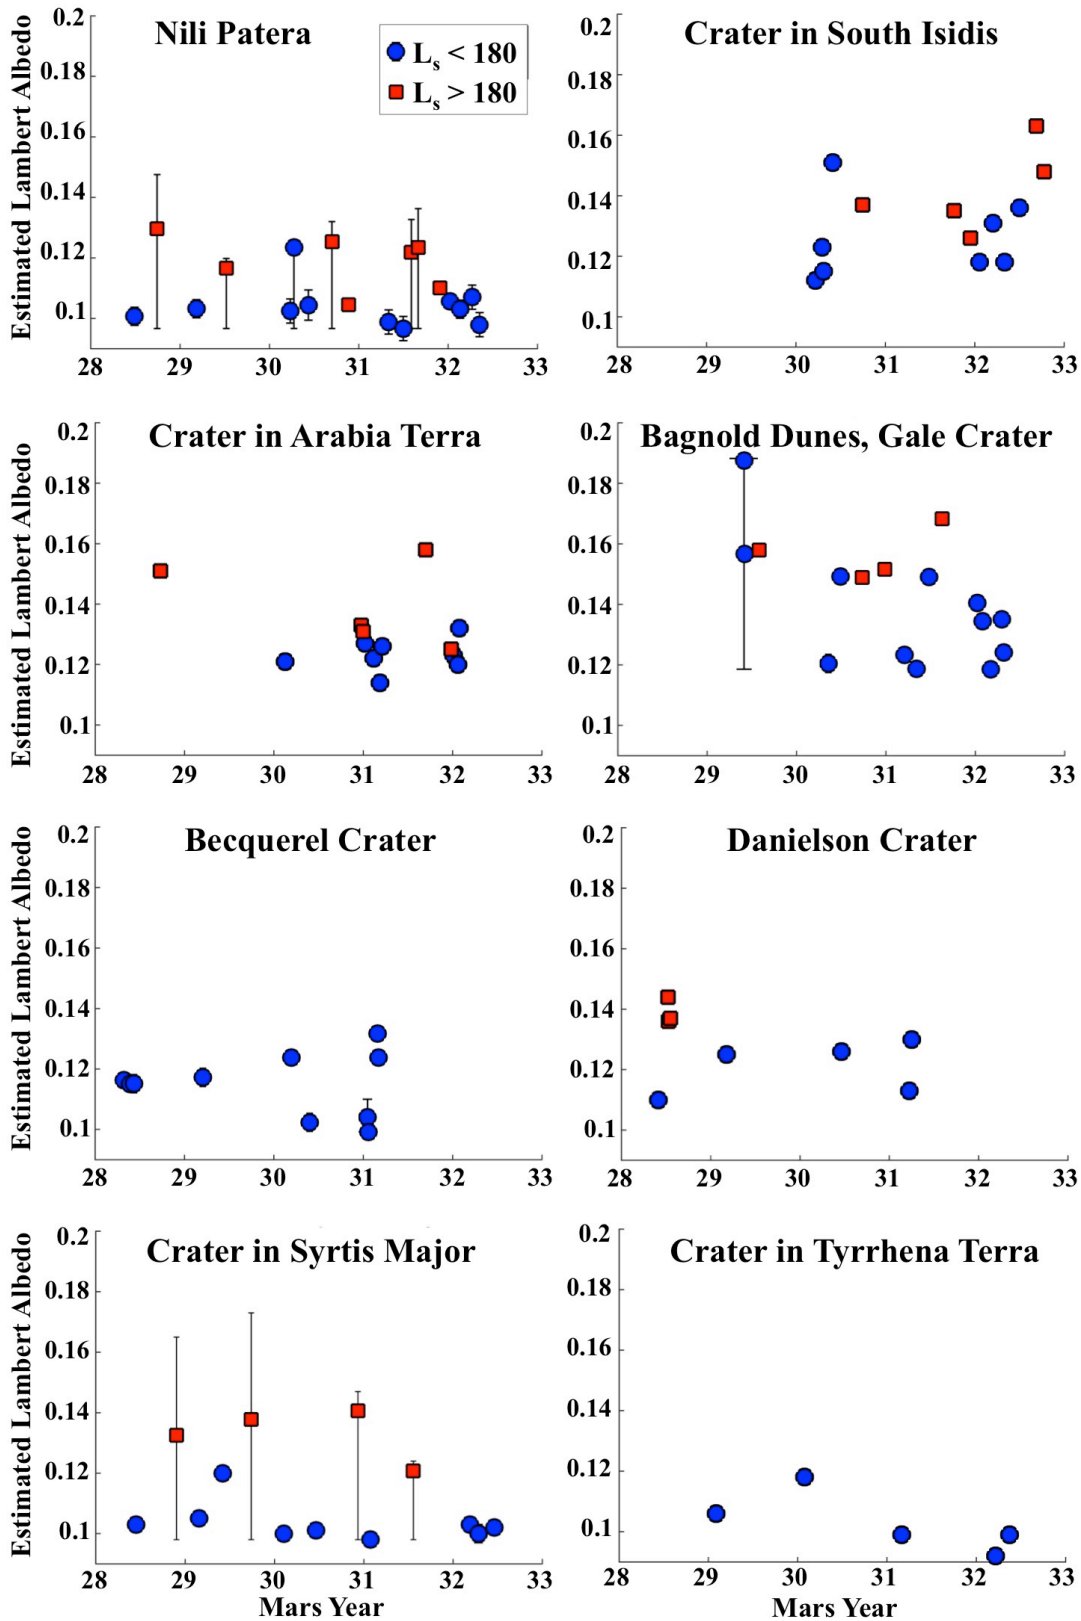 Nili Patera
L_s < 180
L_s > 180
Estimated Lambert Albedo
0.2
0.18
0.16
0.14
0.12
0.1
28 29 30 31 32 33
Crater in South Isidis
0.2
0.18
0.16
0.14
0.12
0.1
28 29 30 31 32 33
Crater in Arabia Terra
Estimated Lambert Albedo
0.2
0.18
0.16
0.14
0.12
0.1
28 29 30 31 32 33
Bagnold Dunes, Gale Crater
0.2
0.18
0.16
0.14
0.12
0.1
28 29 30 31 32 33
Becquerel Crater
Estimated Lambert Albedo
0.2
0.18
0.16
0.14
0.12
0.1
28 29 30 31 32 33
Danielson Crater
0.2
0.18
0.16
0.14
0.12
0.1
28 29 30 31 32 33
Crater in Syrtis Major
Estimated Lambert Albedo
0.2
0.18
0.16
0.14
0.12
0.1
28 29 30 31 32 33
Mars Year
Crater in Tyrrhena Terra
0.2
0.18
0.16
0.14
0.12
0.1
28 29 30 31 32 33
Mars Year